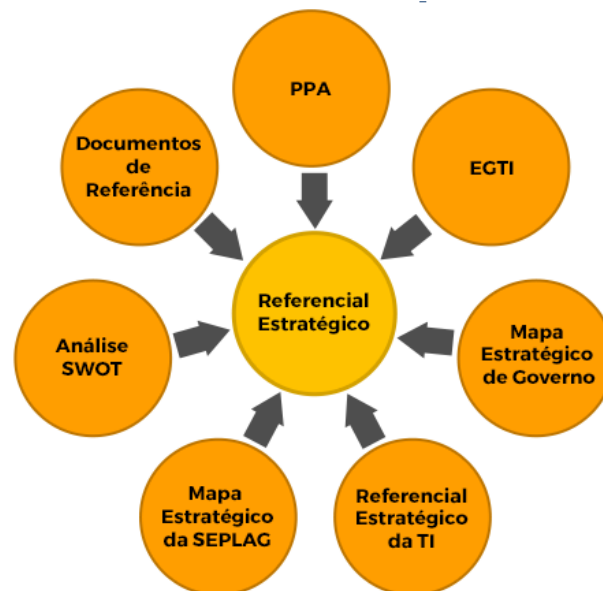 PPA
EGTI
Mapa
Estratégico
de Governo
Referencial
Estratégico
da TI
Mapa
Estratégico
da SEPLAG
Análise
SWOT
Documentos
de
Referência
Referencial
Estratégico